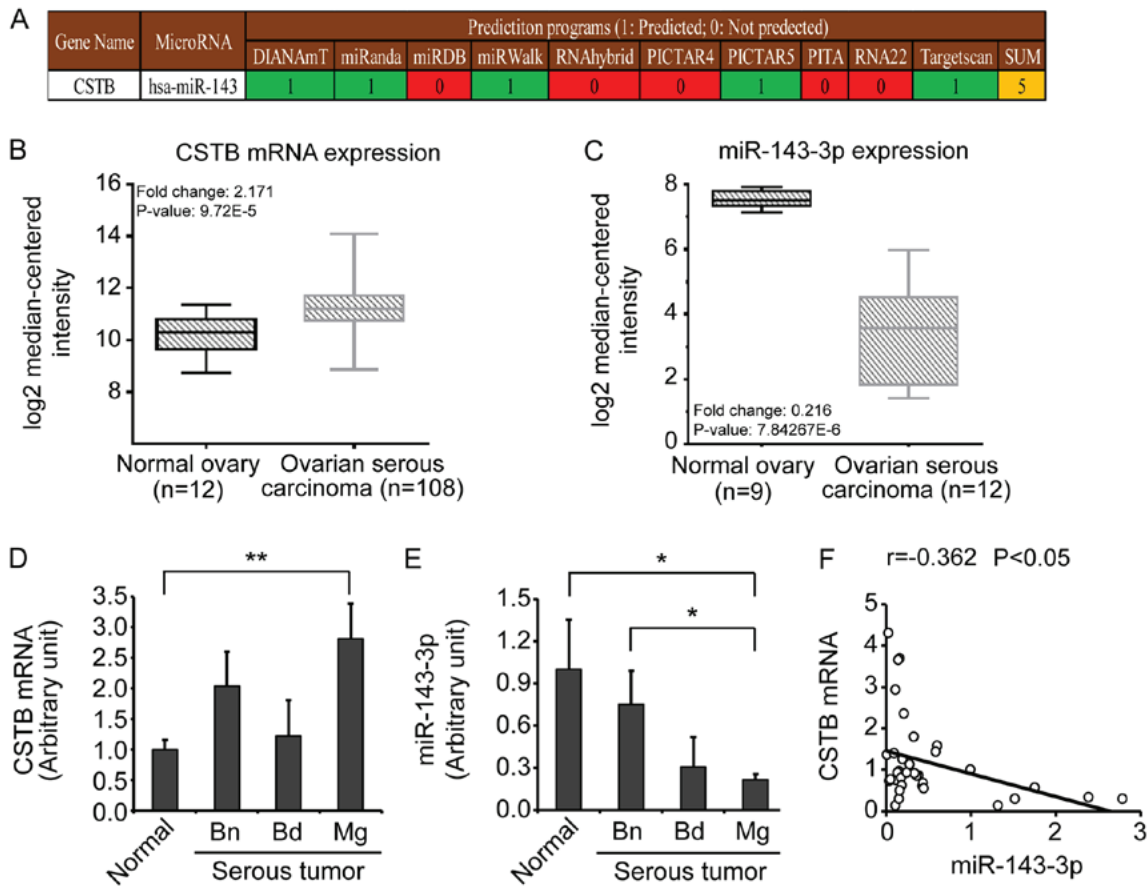 A
Gene Name MicroRNA Predictiton programs (1: Predicted; 0: Not predected)
DIANAmT miRanda miRDB miRWalk RNAhybrid PICTAR4 PICTAR5 PITA RNA22 Targetscan SUM
CSTB hsa-miR-143 1 1 0 1 0 0 1 0 0 1 5
B
CSTB mRNA expression
Fold change: 2.171
P-value: 9.72E-5
log2 median-centered
intensity
16
14
12
10
8
Normal ovary
(n=12)
Ovarian serous
carcinoma (n=108)
C
miR-143-3p expression
log2 median-centered
intensity
8
6
4
2
0
Fold change: 0.216
P-value: 7.84267E-6
Normal ovary
(n=9)
Ovarian serous
carcinoma (n=12)
D
**
CSTB mRNA
(Arbitrary unit)
3.5
3.0
2.5
2.0
1.5
1.0
0.5
0.0
Normal Bn Bd Mg
Serous tumor
E
*
*
miR-143-3p
(Arbitrary unit)
1.5
1.2
0.9
0.6
0.3
0.0
Normal Bn Bd Mg
Serous tumor
F
r=-0.362 P<0.05
CSTB mRNA
5
4
3
2
1
0
0 1 2 3
miR-143-3p